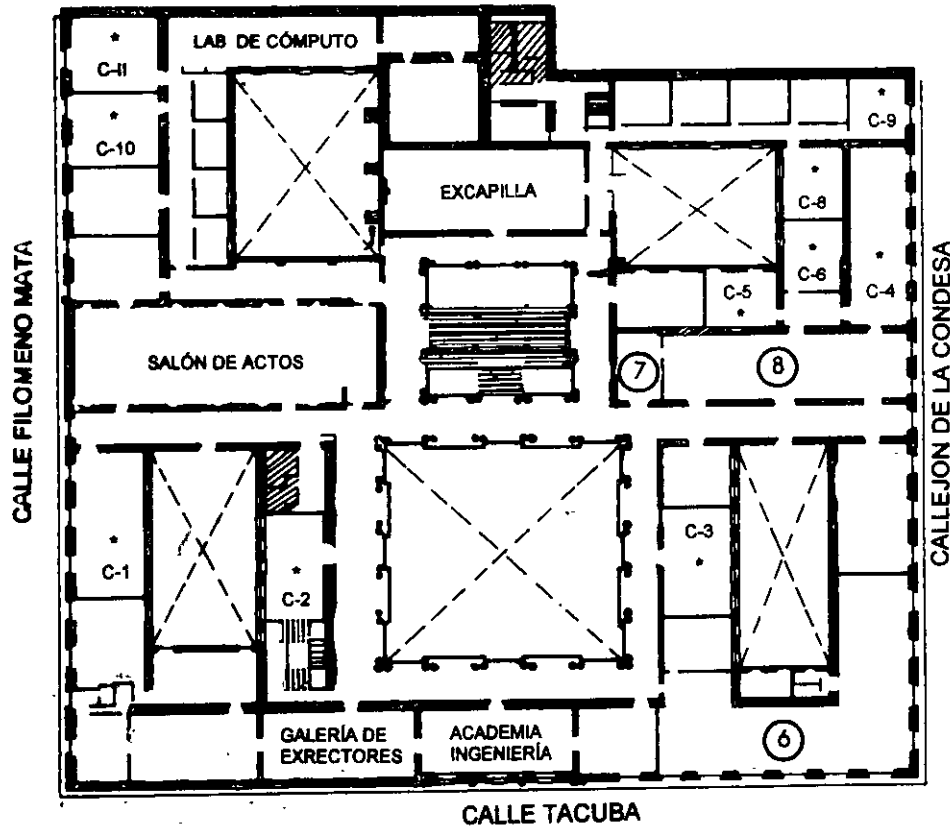 LAB DE CÓMPUTO
C-11
C-9
C-10
EXCAPILLA
C-8
C-6
C-4
C-5
CALLE FILOMENO MATA
CALLEJON DE LA CONDESA
SALÓN DE ACTOS
7
8
C-3
C-1
C-2
GALERÍA DE
EXRECTORES
ACADEMIA
INGENIERÍA
6
CALLE TACUBA